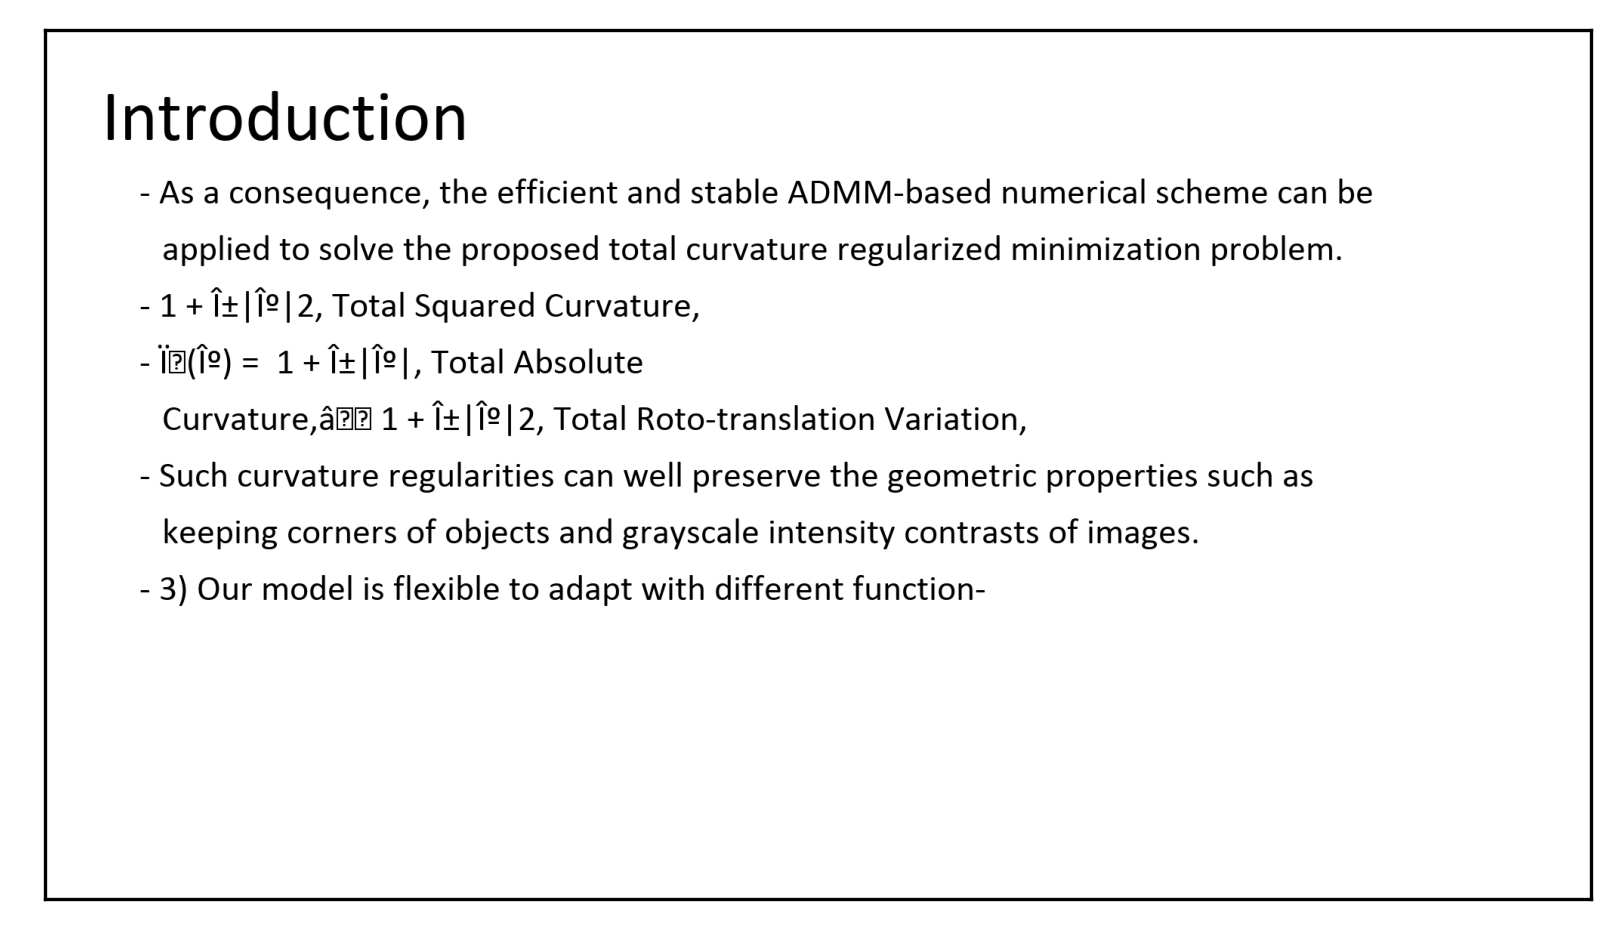 Introduction
- As a consequence, the efficient and stable ADMM-based numerical scheme can be
applied to solve the proposed total curvature regularized minimization problem.
- 1 + Î±|Îº|2, Total Squared Curvature,
- Ï(Îº) =  1 + Î±|Îº|, Total Absolute
Curvature,â 1 + Î±|Îº|2, Total Roto-translation Variation,
- Such curvature regularities can well preserve the geometric properties such as
keeping corners of objects and grayscale intensity contrasts of images.
- 3) Our model is flexible to adapt with different function-